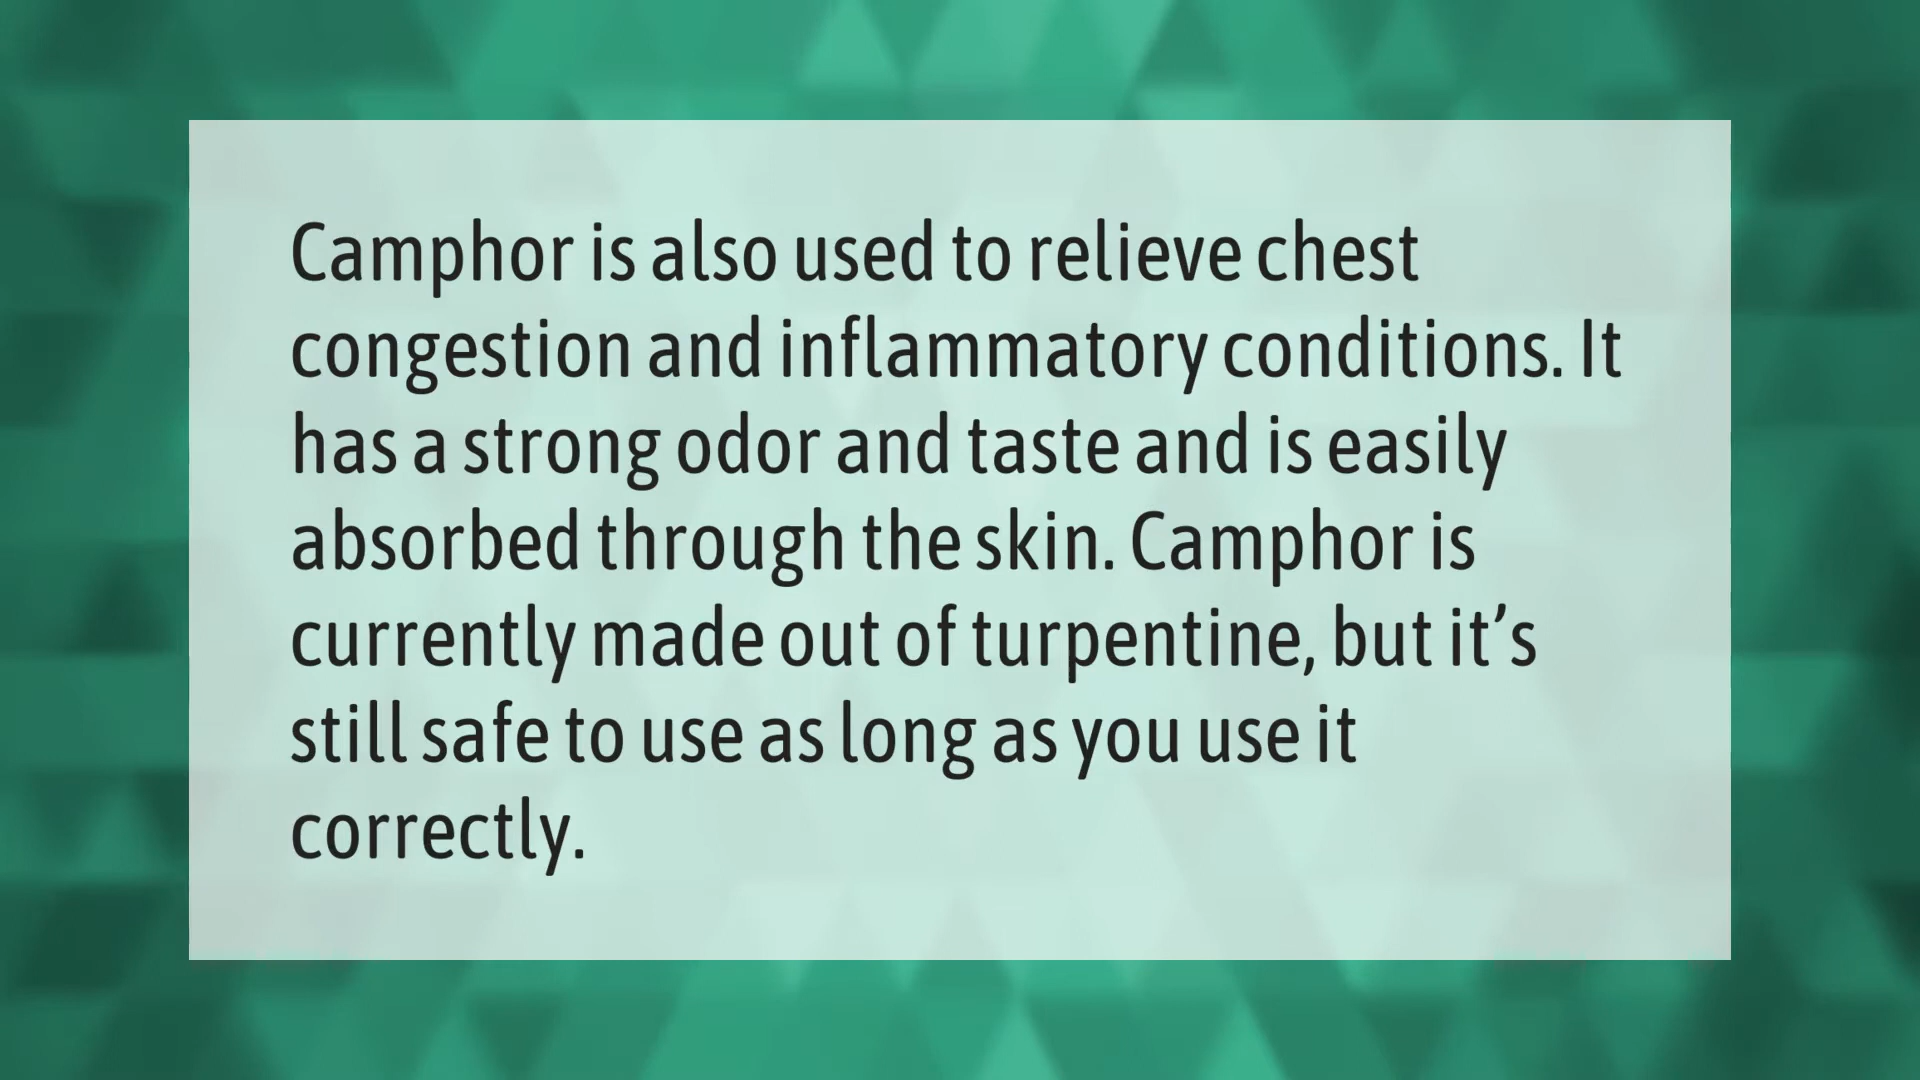 Camphor is also used to relieve chest
congestion and inflammatory conditions. It
has a strong odor and taste and is easily
absorbed through the skin. Camphor is
currently made out of turpentine, but it’s
still safe to use as long as you use it
correctly.